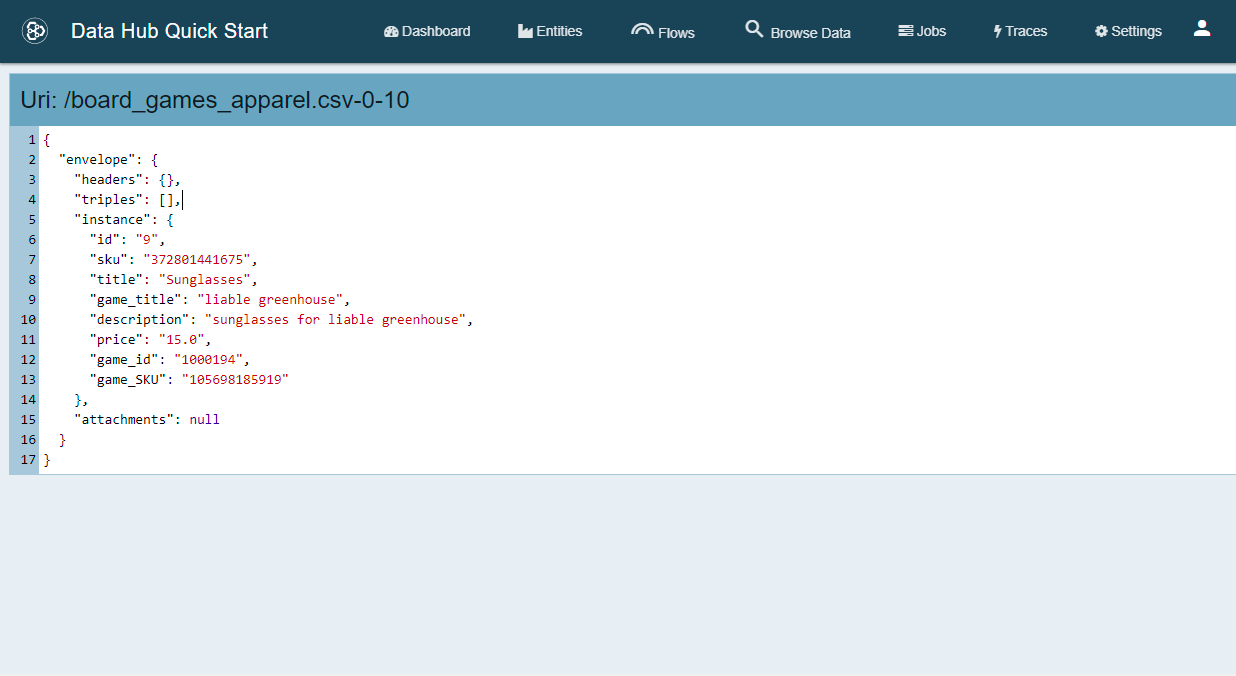 Data Hub Quick Start Dashboard Entities Flows Browse Data Jobs Traces Settings
Uri: /board_games_apparel.csv-0-10
1 {
2   "envelope": {
3     "headers": {},
4     "triples": [],
5     "instance": {
6       "id": "9",
7       "sku": "372801441675",
8       "title": "Sunglasses",
9       "game_title": "liable greenhouse",
10       "description": "sunglasses for liable greenhouse",
11       "price": "15.0",
12       "game_id": "1000194",
13       "game_SKU": "105698185919"
14     },
15     "attachments": null
16   }
17 }